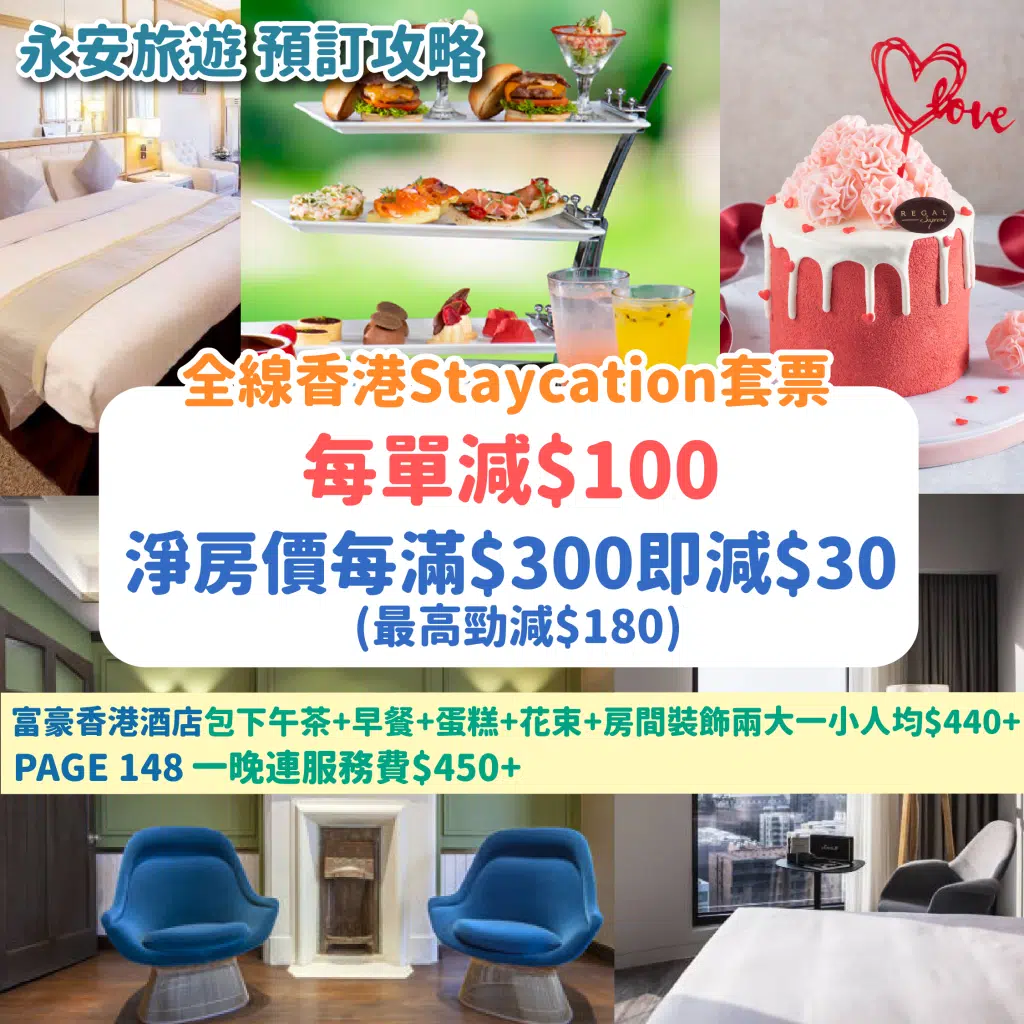 永安旅遊 預訂攻略
love
REGAL
Supreme
全線香港Staycation套票
每單減$100
淨房價每滿$300即減$30
(最高勁減$180)
富豪香港酒店包下午茶+早餐+蛋糕+花束+房間裝飾兩大一小人均$440+
PAGE 148 一晚連服務費$450+